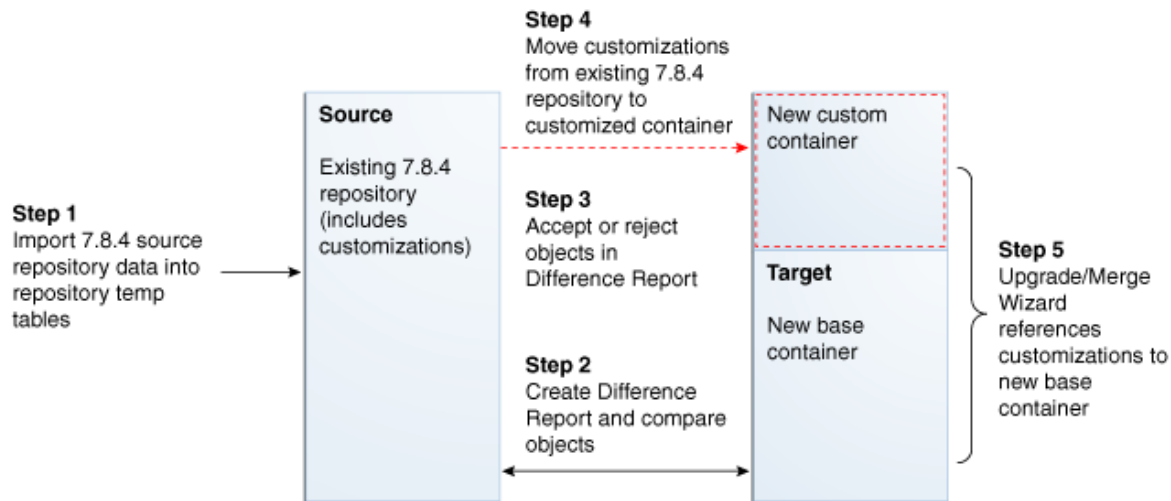 Step 1
Import 7.8.4 source
repository data into
repository temp
tables
Source
Existing 7.8.4
repository
(includes
customizations)
Step 4
Move customizations
from existing 7.8.4
repository to
customized container
Step 3
Accept or reject
objects in
Difference Report
Step 2
Create Difference
Report and compare
objects
New custom
container
Target
New base
container
Step 5
Upgrade/Merge
Wizard
references
customizations to
new base
container